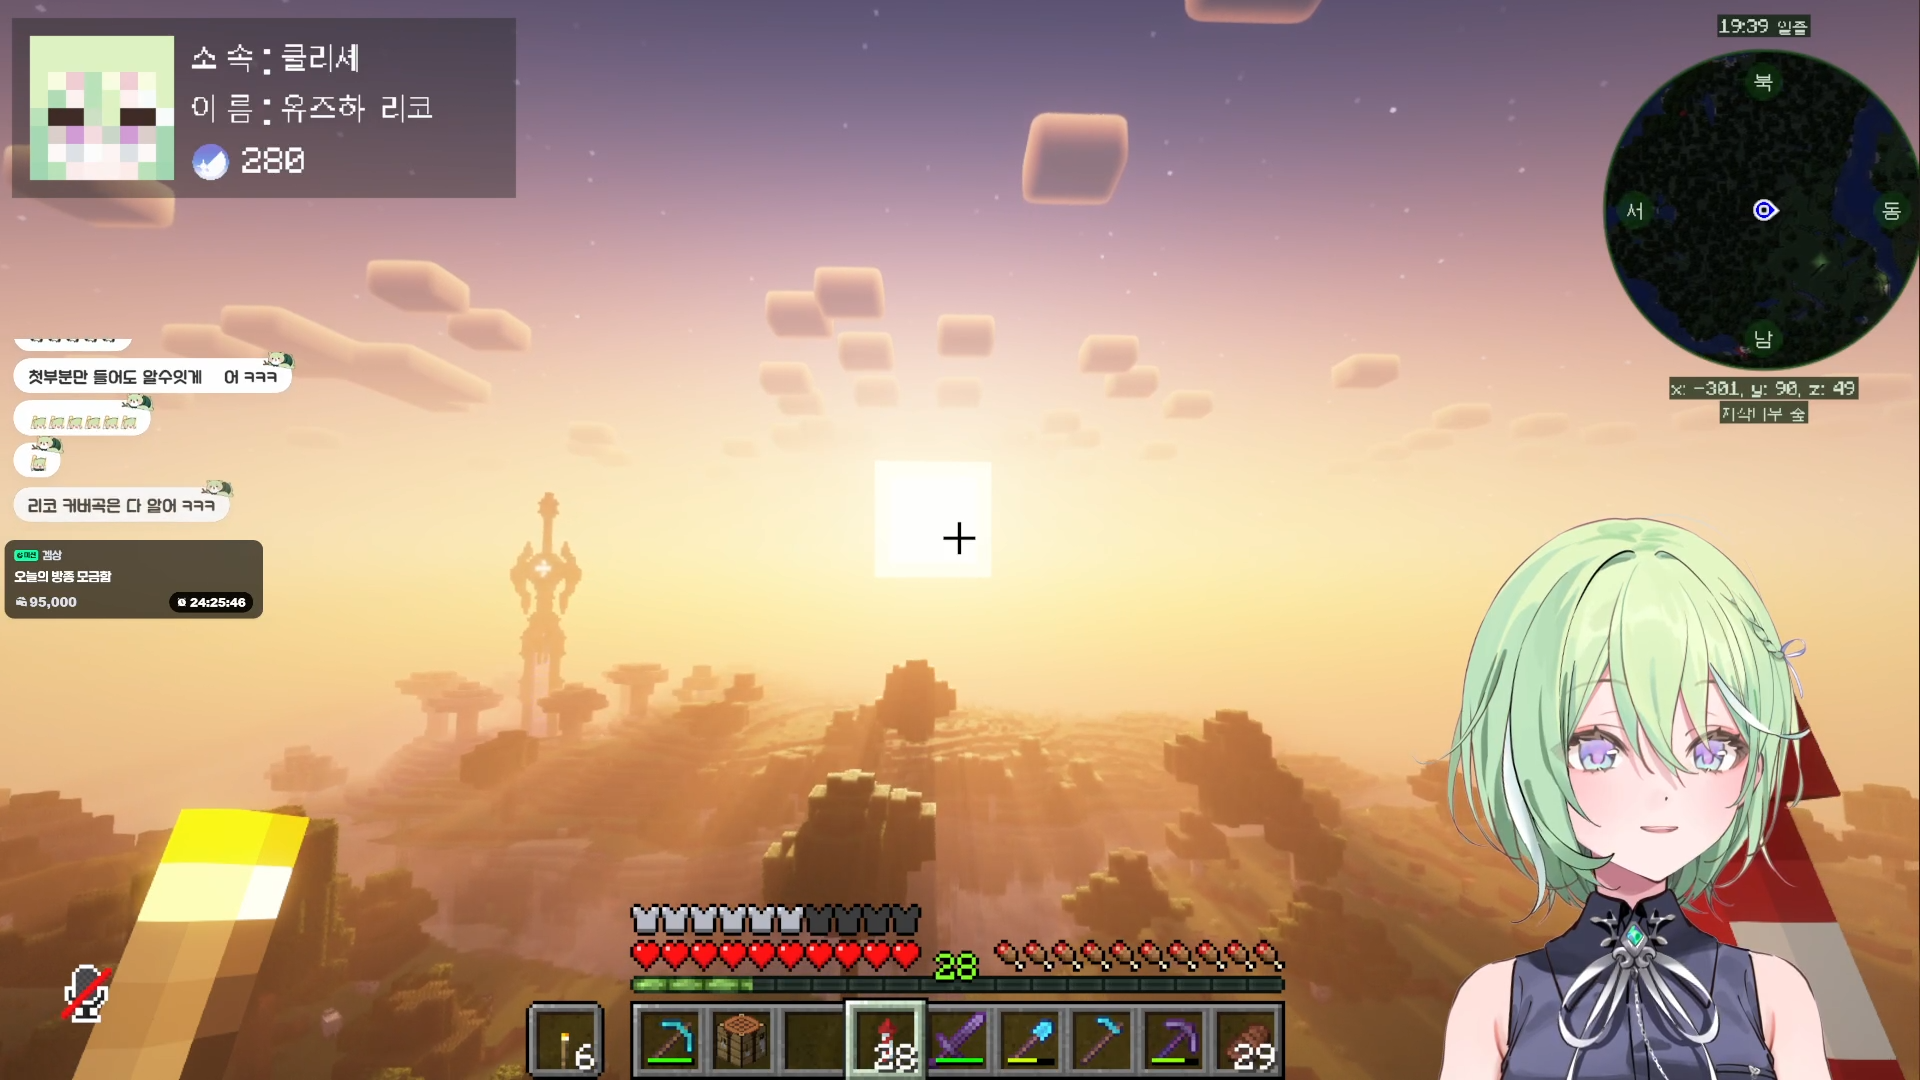 소 속 : 클리셰
이 름 : 유즈하 리코
280
19:39 일출
북
서
동
남
x: -301, y: 90, z: 49
첫부분만 들어도 알수잇게 어 ㅋㅋㅋ
리코 커버곡은 다 알어 ㅋㅋㅋ
미션 겜상
오늘의 방종 모금함
95,000
24:25:46
28
6
28
29